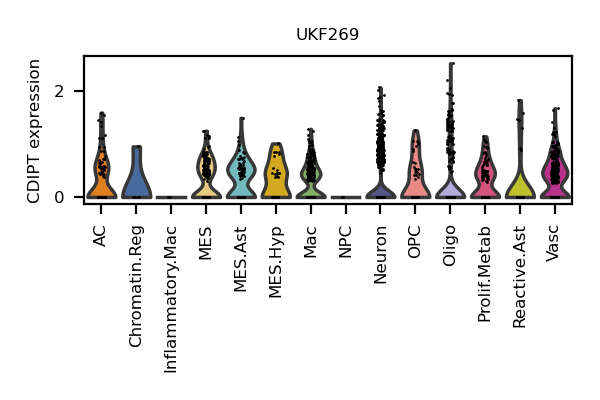 UKF269
CDIPT expression
2
0
AC
Chromatin.Reg
Inflammatory.Mac
MES
MES.Ast
MES.Hyp
Mac
NPC
Neuron
OPC
Oligo
Prolif.Metab
Reactive.Ast
Vasc